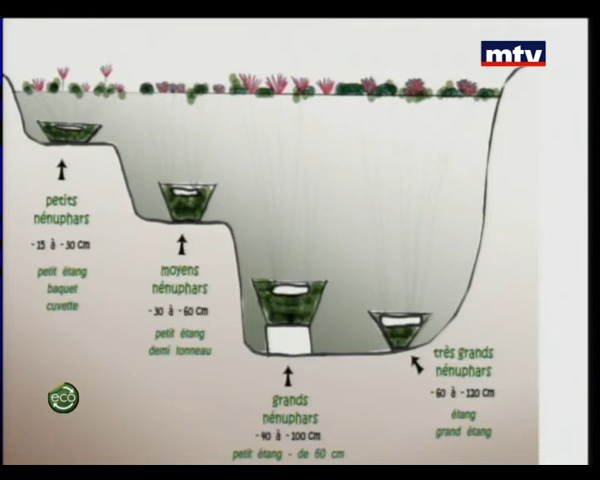 mtv
petits
nénuphars
-15 à -30 cm
petit étang
baquet
cuvette
moyens
nénuphars
-30 à -60 cm
petit étang
demi tonneau
grands
nénuphars
-40 à -100 cm
petit étang - de 60 cm
très grands
nénuphars
-60 à -120 cm
étang
grand étang
eco